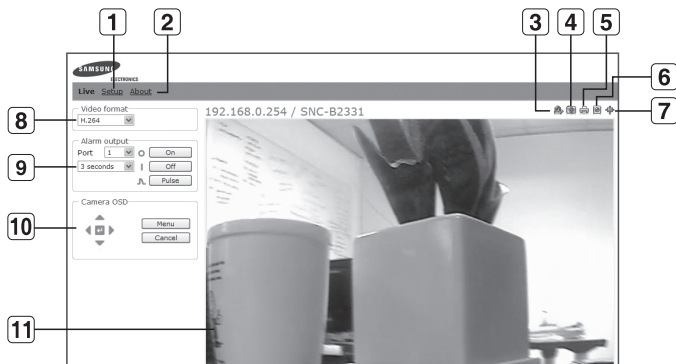 1 2 3 4 5
6
7
SAMSUNG
ELECTRONICS
Live Setup About
192.168.0.254 / SNC-B2331
8
Video format
H.264
9
Alarm output
Port 1 On
3 seconds Off
Pulse
10
Camera OSD
Menu
Cancel
11